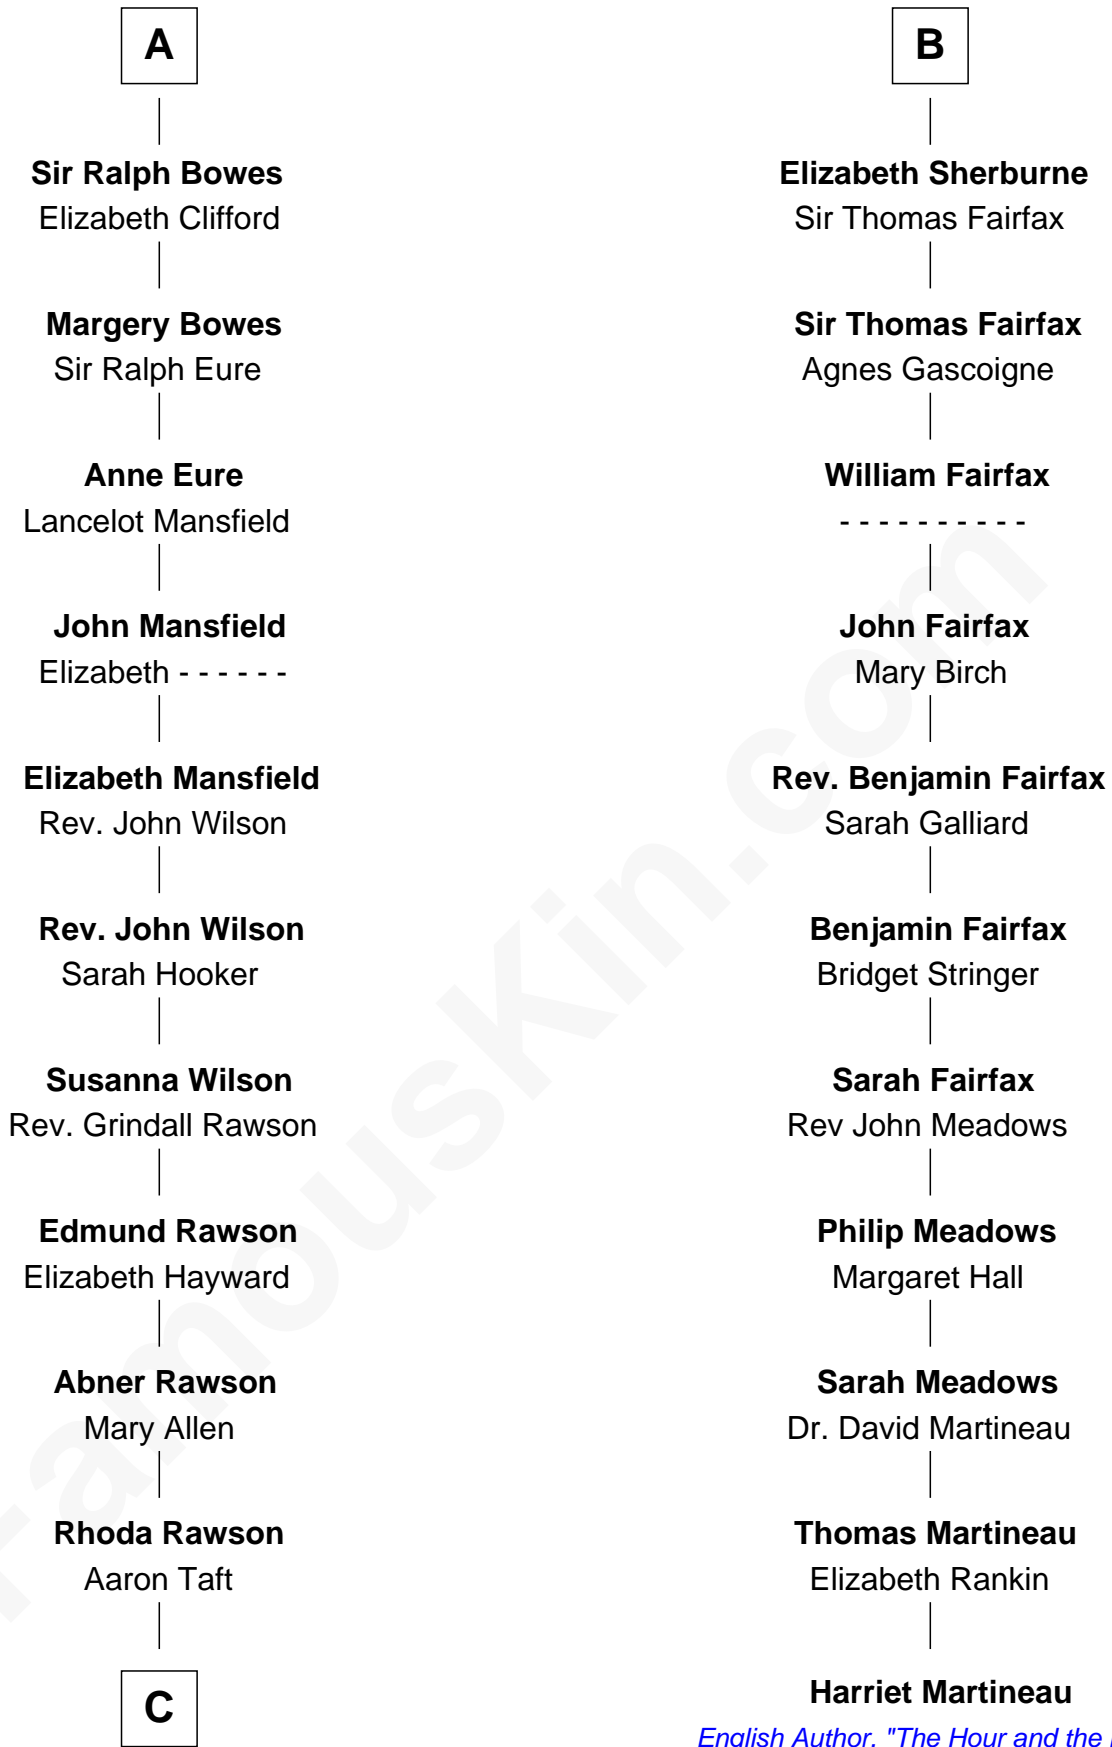 A
Sir Ralph Bowes
Elizabeth Clifford
Margery Bowes
Sir Ralph Eure
Anne Eure
Lancelot Mansfield
John Mansfield
Elizabeth - - - - - -
Elizabeth Mansfield
Rev. John Wilson
Rev. John Wilson
Sarah Hooker
Susanna Wilson
Rev. Grindall Rawson
Edmund Rawson
Elizabeth Hayward
Abner Rawson
Mary Allen
Rhoda Rawson
Aaron Taft
C
B
Elizabeth Sherburne
Sir Thomas Fairfax
Sir Thomas Fairfax
Agnes Gascoigne
William Fairfax
- - - - - - - - - -
John Fairfax
Mary Birch
Rev. Benjamin Fairfax
Sarah Galliard
Benjamin Fairfax
Bridget Stringer
Sarah Fairfax
Rev John Meadows
Philip Meadows
Margaret Hall
Sarah Meadows
Dr. David Martineau
Thomas Martineau
Elizabeth Rankin
Harriet Martineau
English Author, "The Hour and the
FamousKin.com